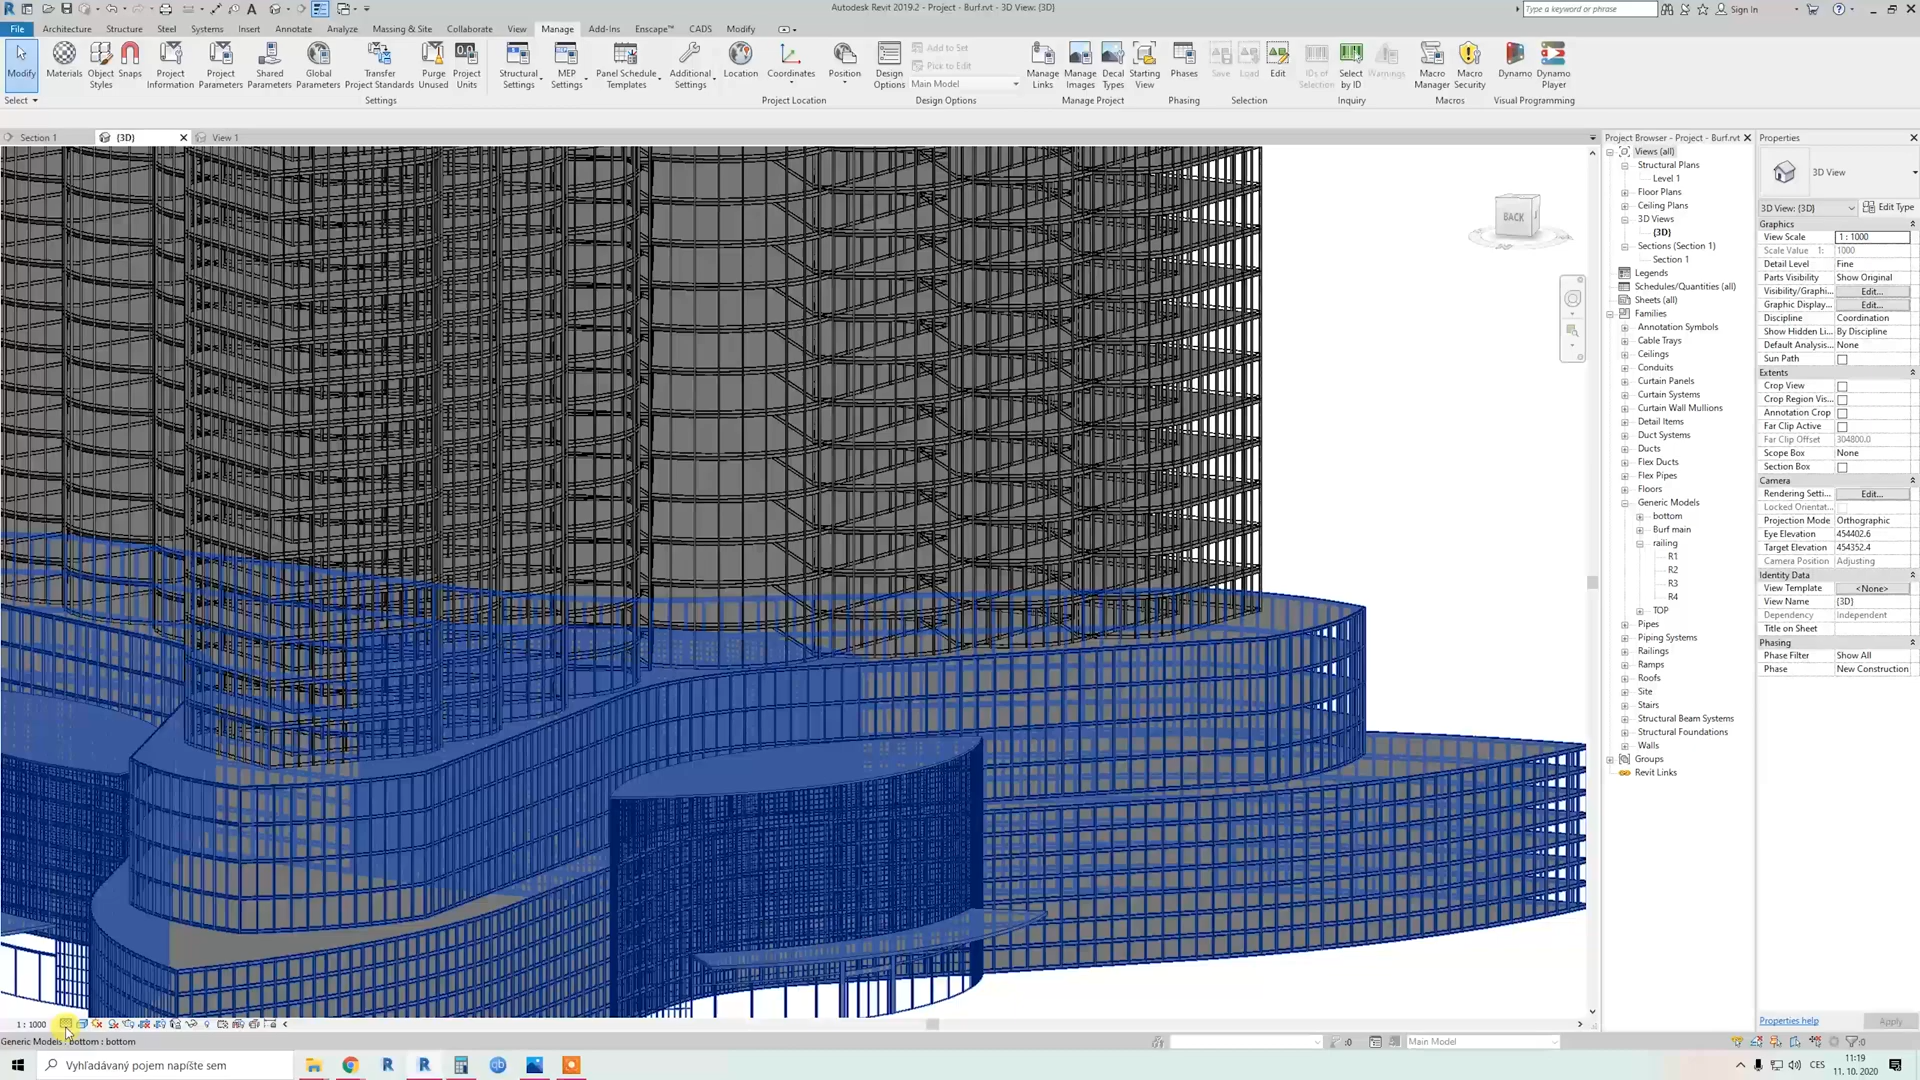 Autodesk Revit 2019.2 - Project - Burf.rvt - 3D View: {3D}
Type a keyword or phrase
Sign In
File Architecture Structure Steel Systems Insert Annotate Analyze Massing & Site Collaborate View Manage Add-Ins Enscape™ CADS Modify
Modify
Materials
Object Styles
Snaps
Project Information
Project Parameters
Shared Parameters
Global Parameters
Transfer Project Standards
Purge Unused
Project Units
Structural Settings
MEP Settings
Panel Schedule Templates
Additional Settings
Location
Coordinates
Position
Design Options
Add to Set
Pick to Edit
Main Model
Manage Links
Manage Images
Decal Types
Starting View
Phases
Save
Load
Edit
IDs of Selection
Select by ID
Warnings
Macro Manager
Macro Security
Dynamo
Dynamo Player
Select
Settings
Project Location
Design Options
Manage Project
Phasing
Selection
Inquiry
Macros
Visual Programming
Section 1
{3D}
View 1
BACK
Project Browser - Project - Burf.rvt
Views (all)
Structural Plans
Level 1
Floor Plans
Ceiling Plans
3D Views
{3D}
Sections (Section 1)
Section 1
Legends
Schedules/Quantities (all)
Sheets (all)
Families
Annotation Symbols
Cable Trays
Ceilings
Conduits
Curtain Panels
Curtain Systems
Curtain Wall Mullions
Detail Items
Duct Systems
Ducts
Flex Ducts
Flex Pipes
Floors
Generic Models
bottom
Burf main
railing
R1
R2
R3
R4
TOP
Pipes
Piping Systems
Railings
Ramps
Roofs
Site
Stairs
Structural Beam Systems
Structural Foundations
Walls
Groups
Revit Links
Properties
3D View
3D View: {3D} Edit Type
Graphics
View Scale 1 : 1000
Scale Value 1: 1000
Detail Level Fine
Parts Visibility Show Original
Visibility/Graphi... Edit...
Graphic Display... Edit...
Discipline Coordination
Show Hidden Li... By Discipline
Default Analysis... None
Sun Path
Extents
Crop View
Crop Region Vis...
Annotation Crop
Far Clip Active
Far Clip Offset 304800.0
Scope Box None
Section Box
Camera
Rendering Setti... Edit...
Locked Orientat...
Projection Mode Orthographic
Eye Elevation 454402.6
Target Elevation 454352.4
Camera Position Adjusting
Identity Data
View Template <None>
View Name {3D}
Dependency Independent
Title on Sheet
Phasing
Phase Filter Show All
Phase New Construction
Properties help Apply
1 : 1000
Generic Models : bottom : bottom
:0
Main Model
:0
Vyhľadávaný pojem napíšte sem
CES
11:19
11. 10. 2020